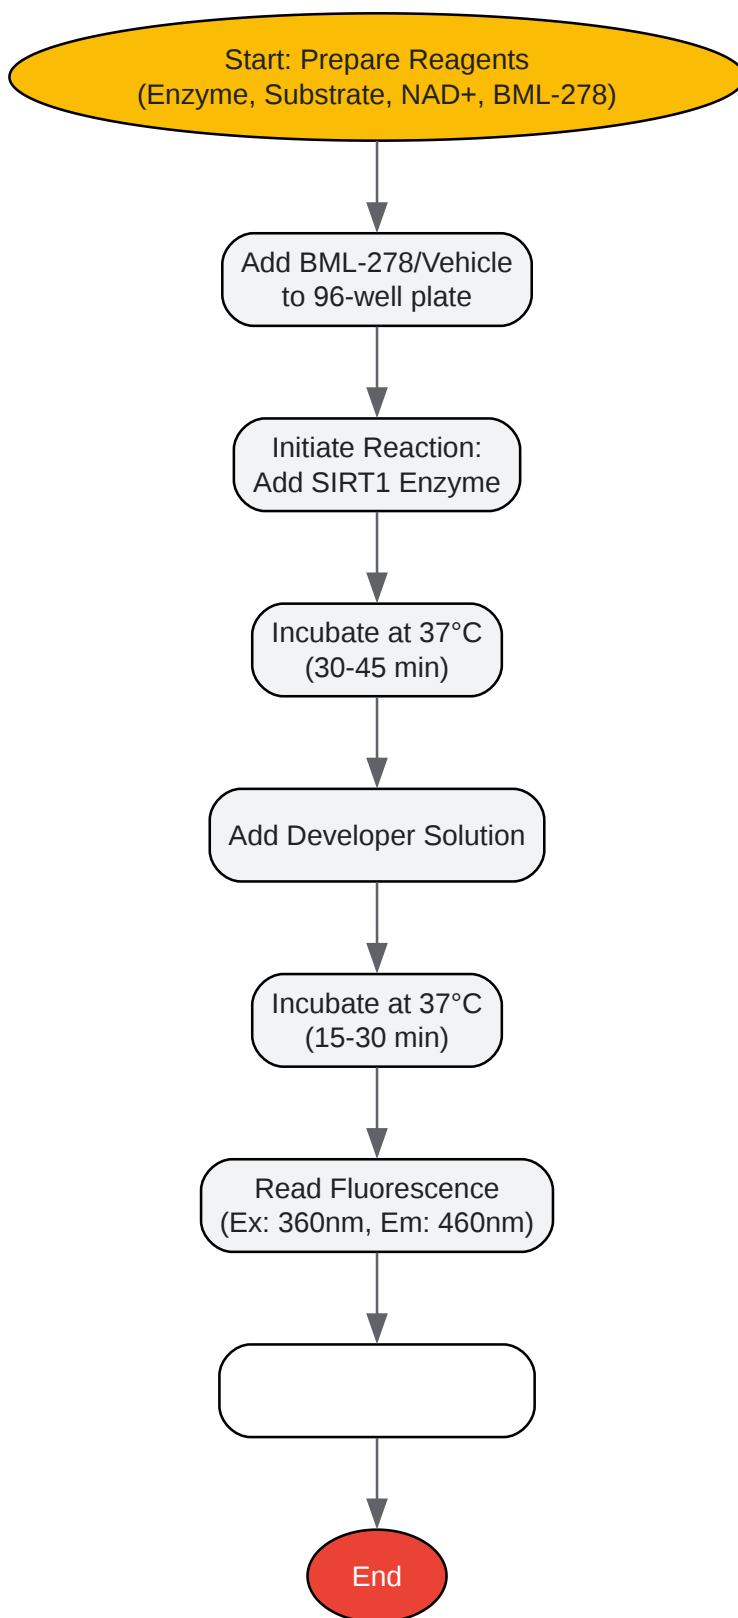 Start: Prepare Reagents
(Enzyme, Substrate, NAD+, BML-278)
Add BML-278/Vehicle
to 96-well plate
Initiate Reaction:
Add SIRT1 Enzyme
Incubate at 37°C
(30-45 min)
Add Developer Solution
Incubate at 37°C
(15-30 min)
Read Fluorescence
(Ex: 360nm, Em: 460nm)
End